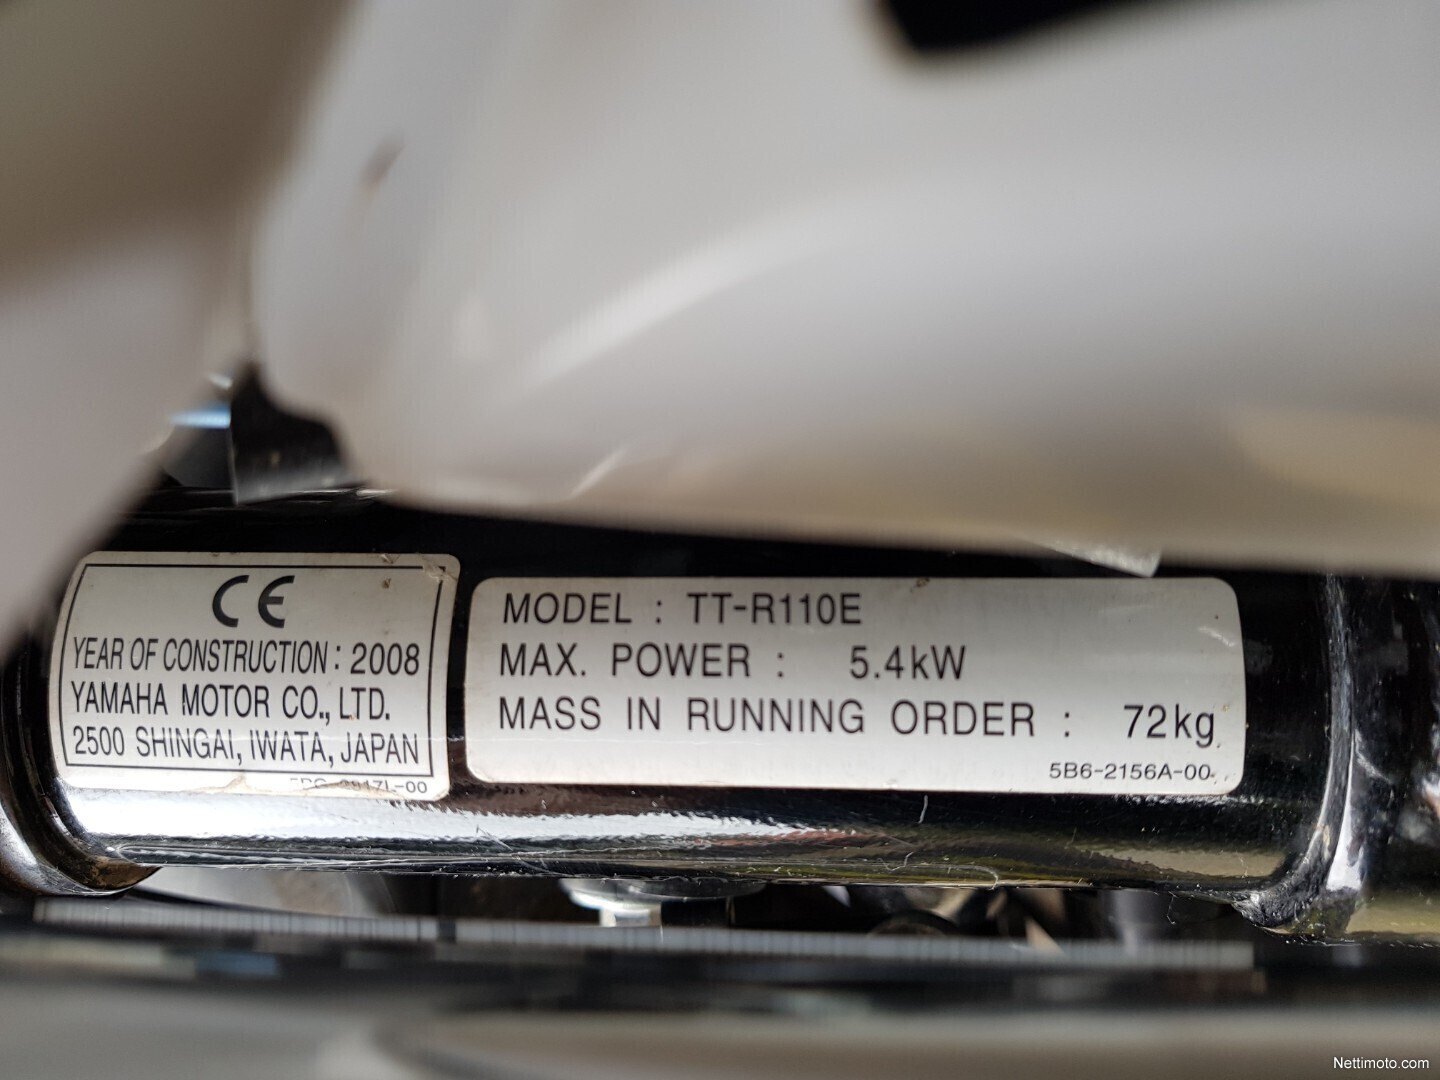 CE
YEAR OF CONSTRUCTION : 2008
YAMAHA MOTOR CO., LTD.
2500 SHINGAI, IWATA, JAPAN
MODEL : TT-R110E
MAX. POWER : 5.4kW
MASS IN RUNNING ORDER : 72kg
5B6-2156A-00
Nettimoto.com